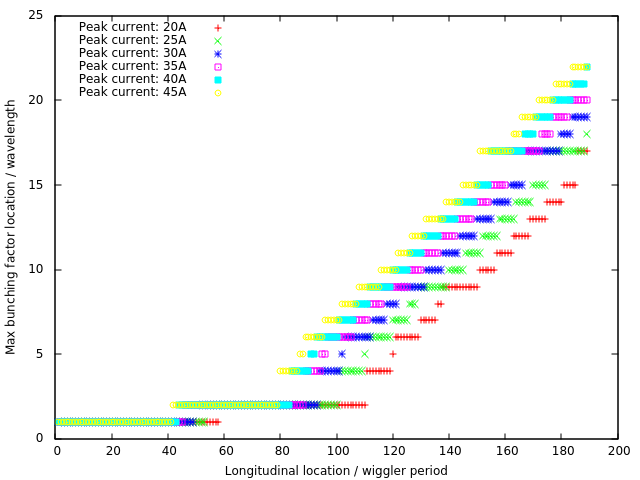 25
20
15
10
5
0
Peak current: 20A
Peak current: 25A
Peak current: 30A
Peak current: 35A
Peak current: 40A
Peak current: 45A
Max bunching factor location / wavelength
0 20 40 60 80 100 120 140 160 180 200
Longitudinal location / wiggler period